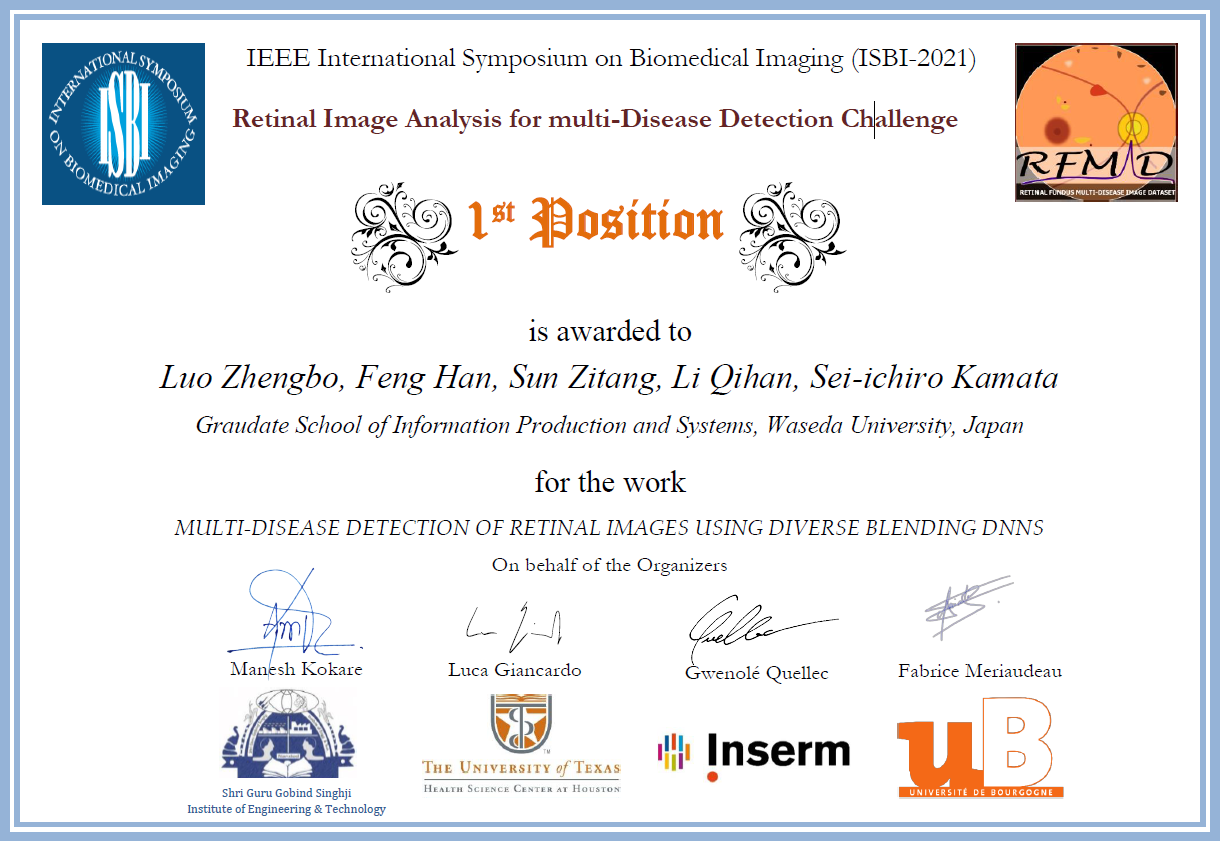 IEEE International Symposium on Biomedical Imaging (ISBI-2021)
INTERNATIONAL SYMPOSIUM ON BIOMEDICAL IMAGING
ISBI
Retinal Image Analysis for multi-Disease Detection Challenge
RFMiD
RETINAL FUNDUS MULTI-DISEASE IMAGE DATASET
1st Position
is awarded to
Luo Zhengbo, Feng Han, Sun Zitang, Li Qihan, Sei-ichiro Kamata
Graudate School of Information Production and Systems, Waseda University, Japan
for the work
MULTI-DISEASE DETECTION OF RETINAL IMAGES USING DIVERSE BLENDING DNNS
On behalf of the Organizers
Quellec
Manesh Kokare
Luca Giancardo
Gwenolé Quellec
Fabrice Meriaudeau
Shri Guru Gobind Singhji
Institute of Engineering & Technology
THE UNIVERSITY of TEXAS
TM
HEALTH SCIENCE CENTER AT HOUSTON
Inserm
uB
UNIVERSITÉ DE BOURGOGNE